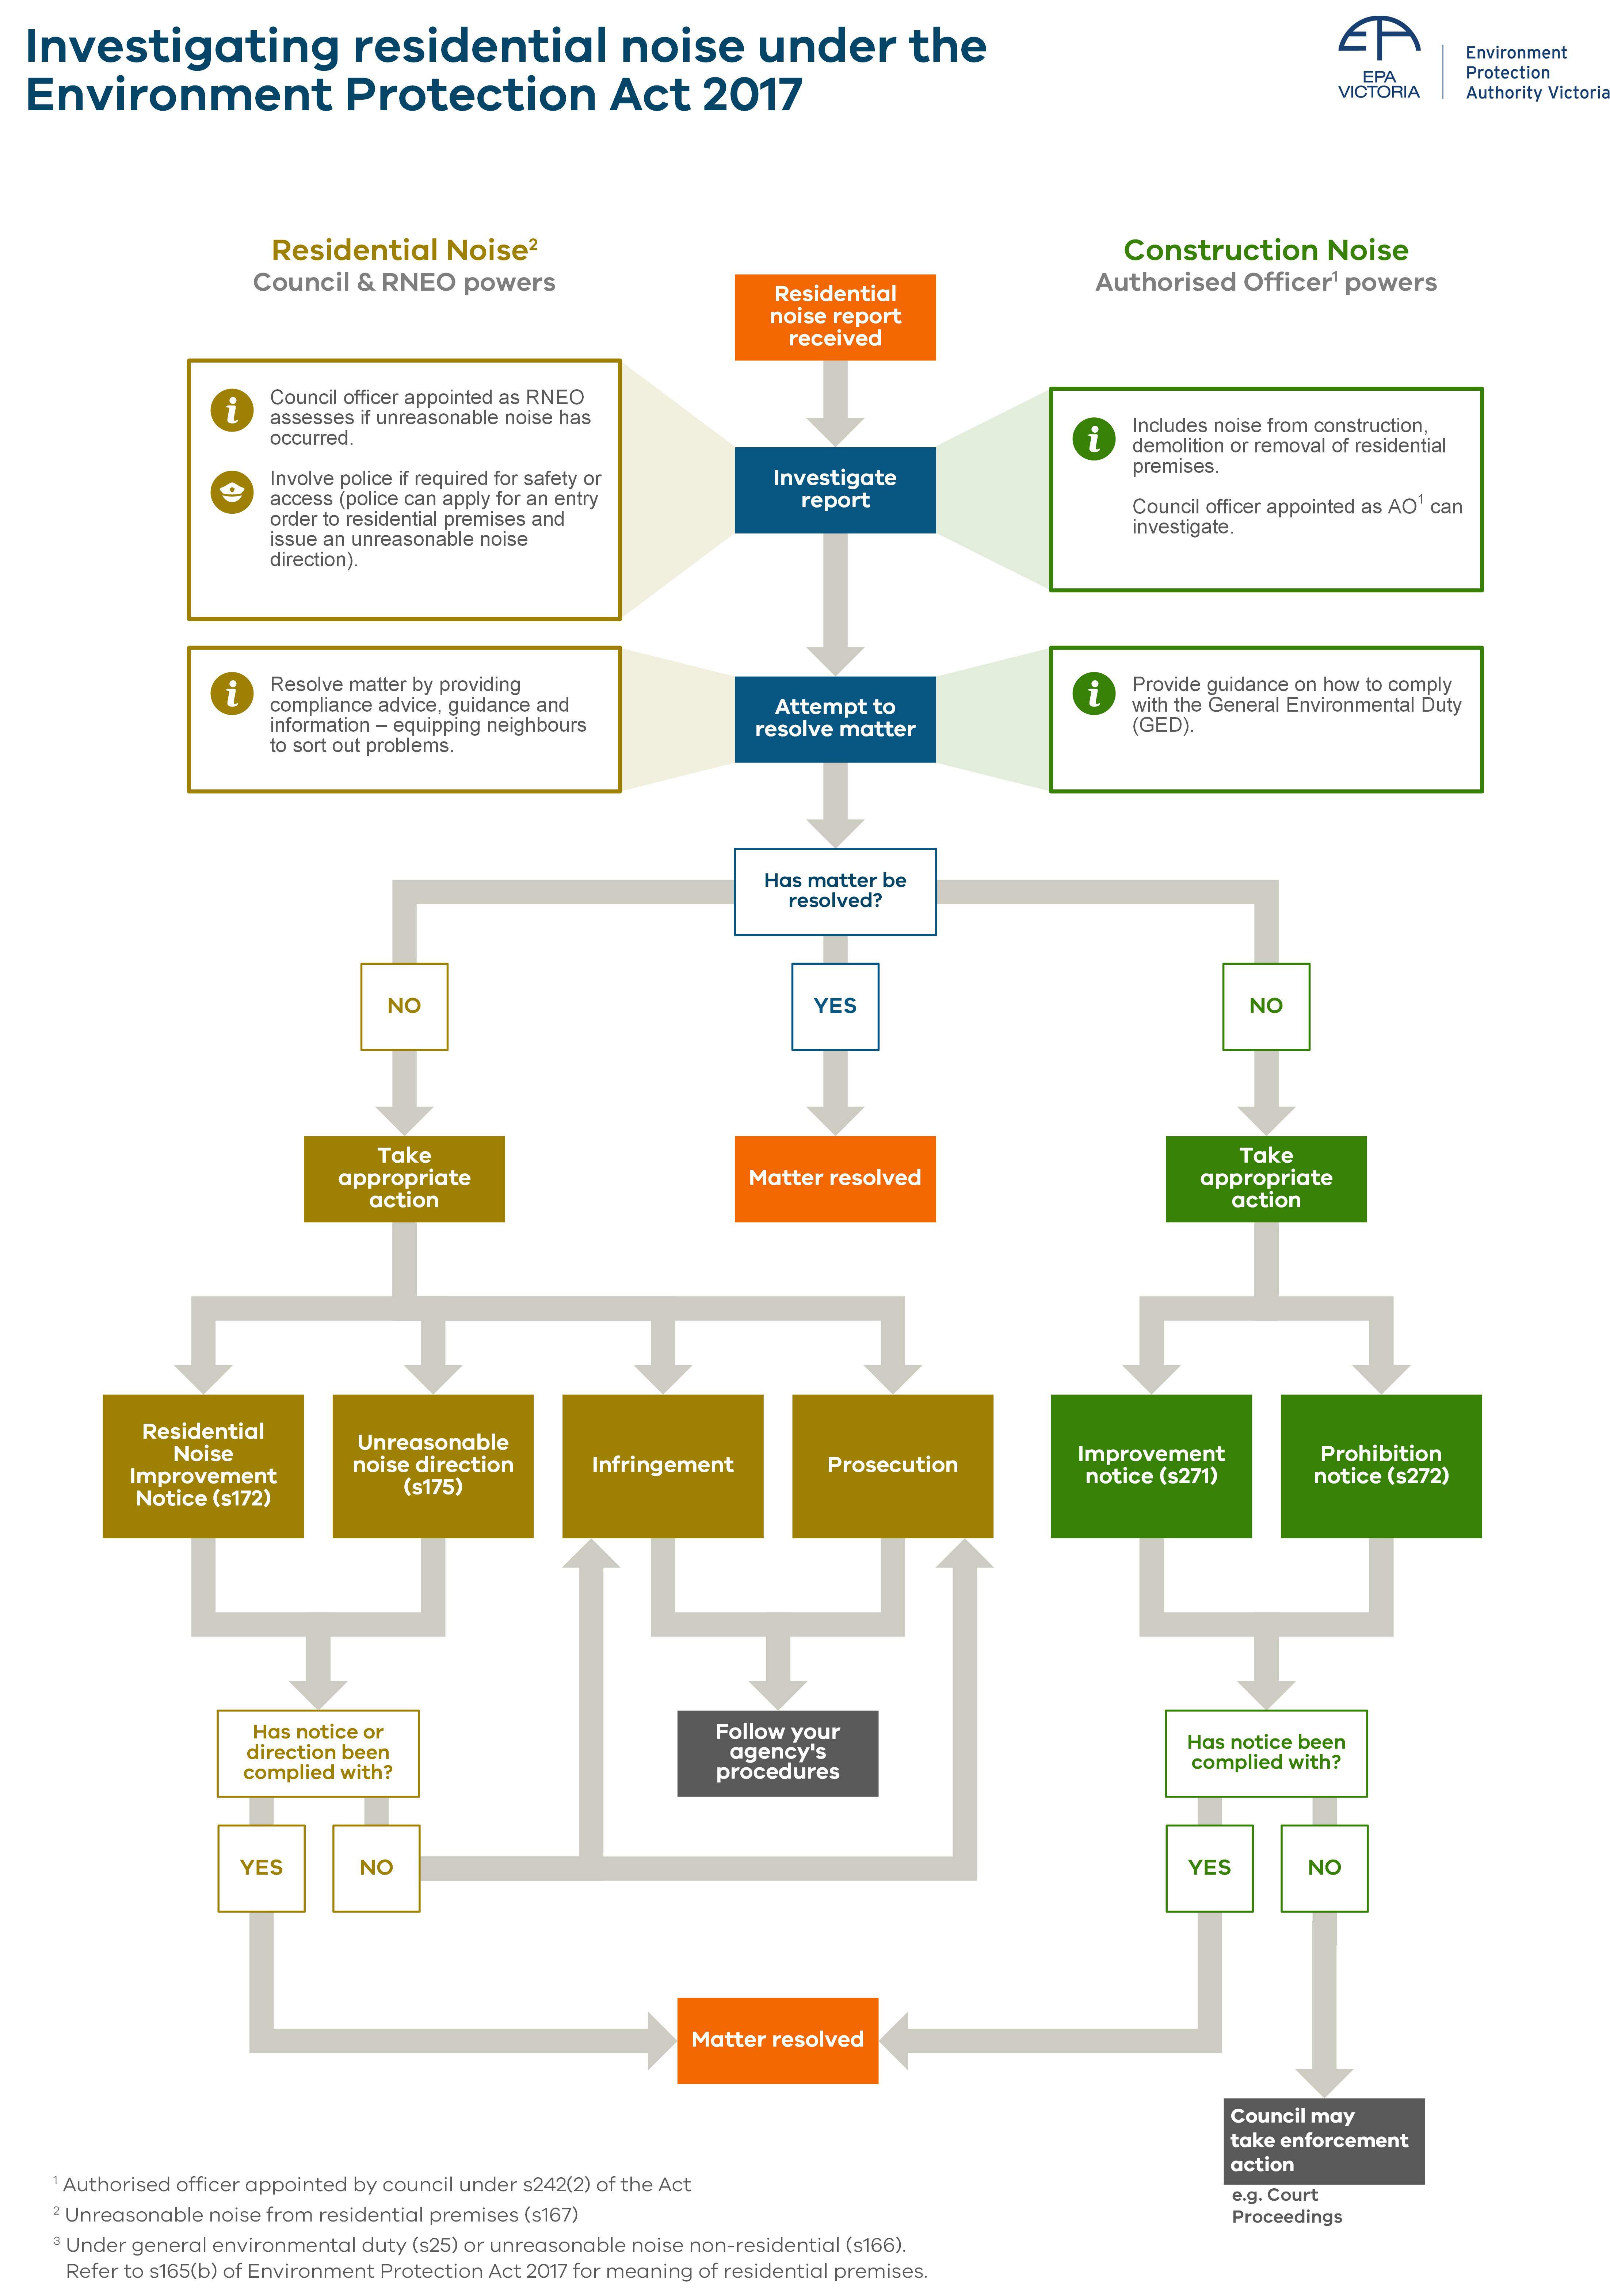 Investigating residential noise under the
Environment Protection Act 2017
EPA
VICTORIA
Environment
Protection
Authority Victoria
Residential Noise²
Council & RNEO powers
Construction Noise
Authorised Officer¹ powers
Residential
noise report
received
Council officer appointed as RNEO
assesses if unreasonable noise has
occurred.
Involve police if required for safety or
access (police can apply for an entry
order to residential premises and
issue an unreasonable noise
direction).
Investigate
report
Includes noise from construction,
demolition or removal of residential
premises.
Council officer appointed as AO¹ can
investigate.
Resolve matter by providing
compliance advice, guidance and
information – equipping neighbours
to sort out problems.
Attempt to
resolve matter
Provide guidance on how to comply
with the General Environmental Duty
(GED).
Has matter be
resolved?
NO
YES
NO
Take
appropriate
action
Matter resolved
Take
appropriate
action
Residential
Noise
Improvement
Notice (s172)
Unreasonable
noise direction
(s175)
Infringement
Prosecution
Improvement
notice (s271)
Prohibition
notice (s272)
Has notice or
direction been
complied with?
Follow your
agency's
procedures
Has notice been
complied with?
YES
NO
YES
NO
Matter resolved
Council may
take enforcement
action
e.g. Court
Proceedings
¹ Authorised officer appointed by council under s242(2) of the Act
² Unreasonable noise from residential premises (s167)
³ Under general environmental duty (s25) or unreasonable noise non-residential (s166).
Refer to s165(b) of Environment Protection Act 2017 for meaning of residential premises.